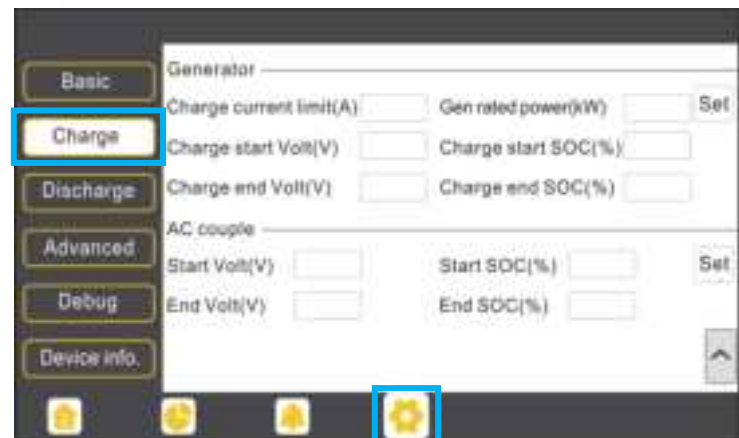 Basic
Charge
Discharge
Advanced
Debug
Device info.
Generator
Charge current limit(A) Gen rated power(kW) Set
Charge start Volt(V) Charge start SOC(%)
Charge end Volt(V) Charge end SOC(%)
AC couple
Start Volt(V) Start SOC(%) Set
End Volt(V) End SOC(%)